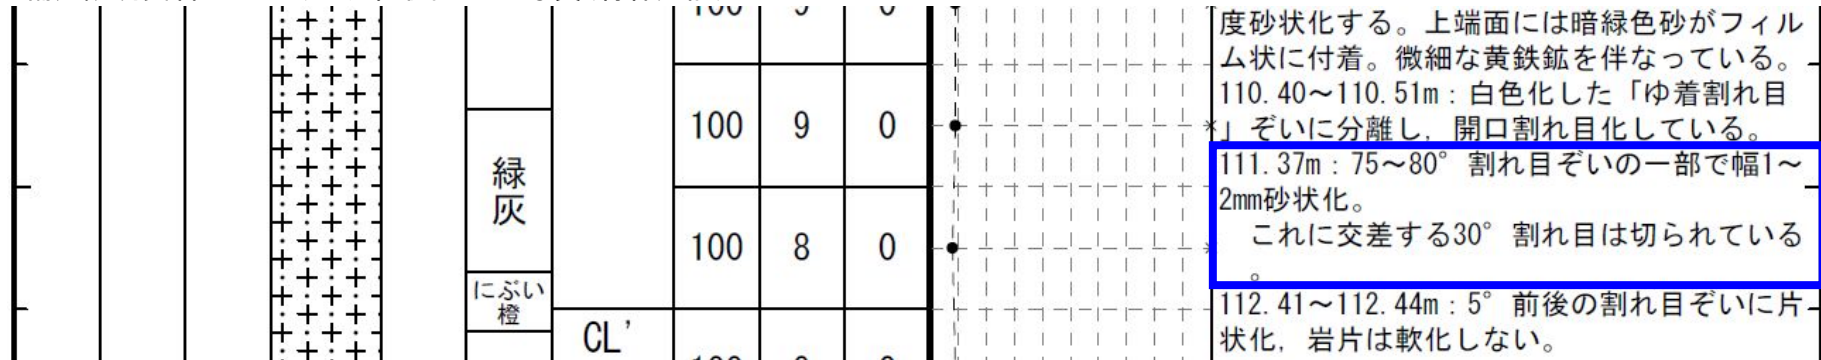 度砂状化する。上端面には暗緑色砂がフィル
ム状に付着。微細な黄鉄鉱を伴なっている。
110.40～110.51m：白色化した「ゆ着割れ目
」ぞいに分離し，開口割れ目化している。
111.37m：75～80°割れ目ぞいの一部で幅1～
2mm砂状化。
これに交差する30°割れ目は切られている
。
112.41～112.44m：5°前後の割れ目ぞいに片
状化，岩片は軟化しない。
緑
灰
にぶい
橙
CL'
100 9 0
100 8 0